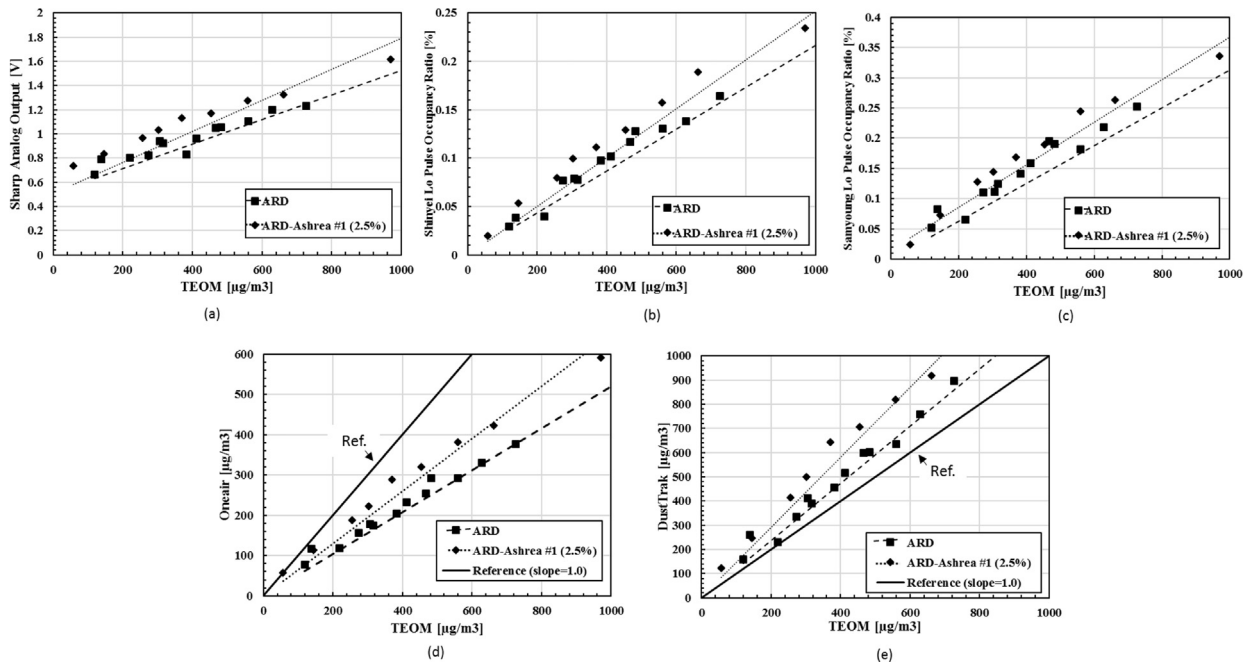 2
1.8
1.6
1.4
1.2
1
0.8
0.6
0.4
0.2
0
Sharp Analog Output [V]
ARD
ARD-Ashrea #1 (2.5%)
0 200 400 600 800 1000
TEOM [µg/m3]
(a)
0.25
0.2
0.15
0.1
0.05
0
Shinyel Lo Pulse Occupancy Ratio [%]
ARD
ARD-Ashrea #1 (2.5%)
0 200 400 600 800 1000
TEOM [µg/m3]
(b)
0.4
0.35
0.3
0.25
0.2
0.15
0.1
0.05
0
Samyoung Lo Pulse Occupancy Ratio [%]
ARD
ARD-Ashrea #1 (2.5%)
0 200 400 600 800 1000
TEOM [µg/m3]
(c)
600
500
400
300
200
100
0
Oneair [µg/m3]
Ref.
ARD
ARD-Ashrea #1 (2.5%)
Reference (slope=1.0)
0 200 400 600 800 1000
TEOM [µg/m3]
(d)
1000
900
800
700
600
500
400
300
200
100
0
DustTrak [µg/m3]
Ref.
ARD
ARD-Ashrea #1 (2.5%)
Reference (slope=1.0)
0 200 400 600 800 1000
TEOM [µg/m3]
(e)